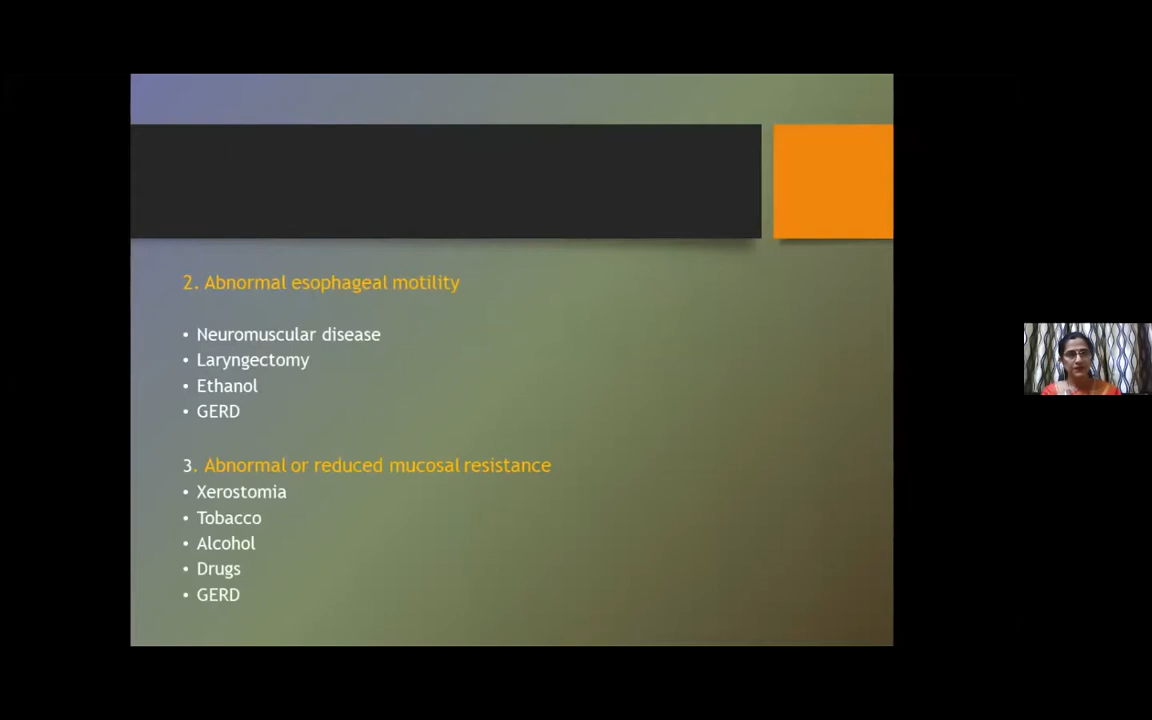 2. Abnormal esophageal motility
• Neuromuscular disease
• Laryngectomy
• Ethanol
• GERD
3. Abnormal or reduced mucosal resistance
• Xerostomia
• Tobacco
• Alcohol
• Drugs
• GERD